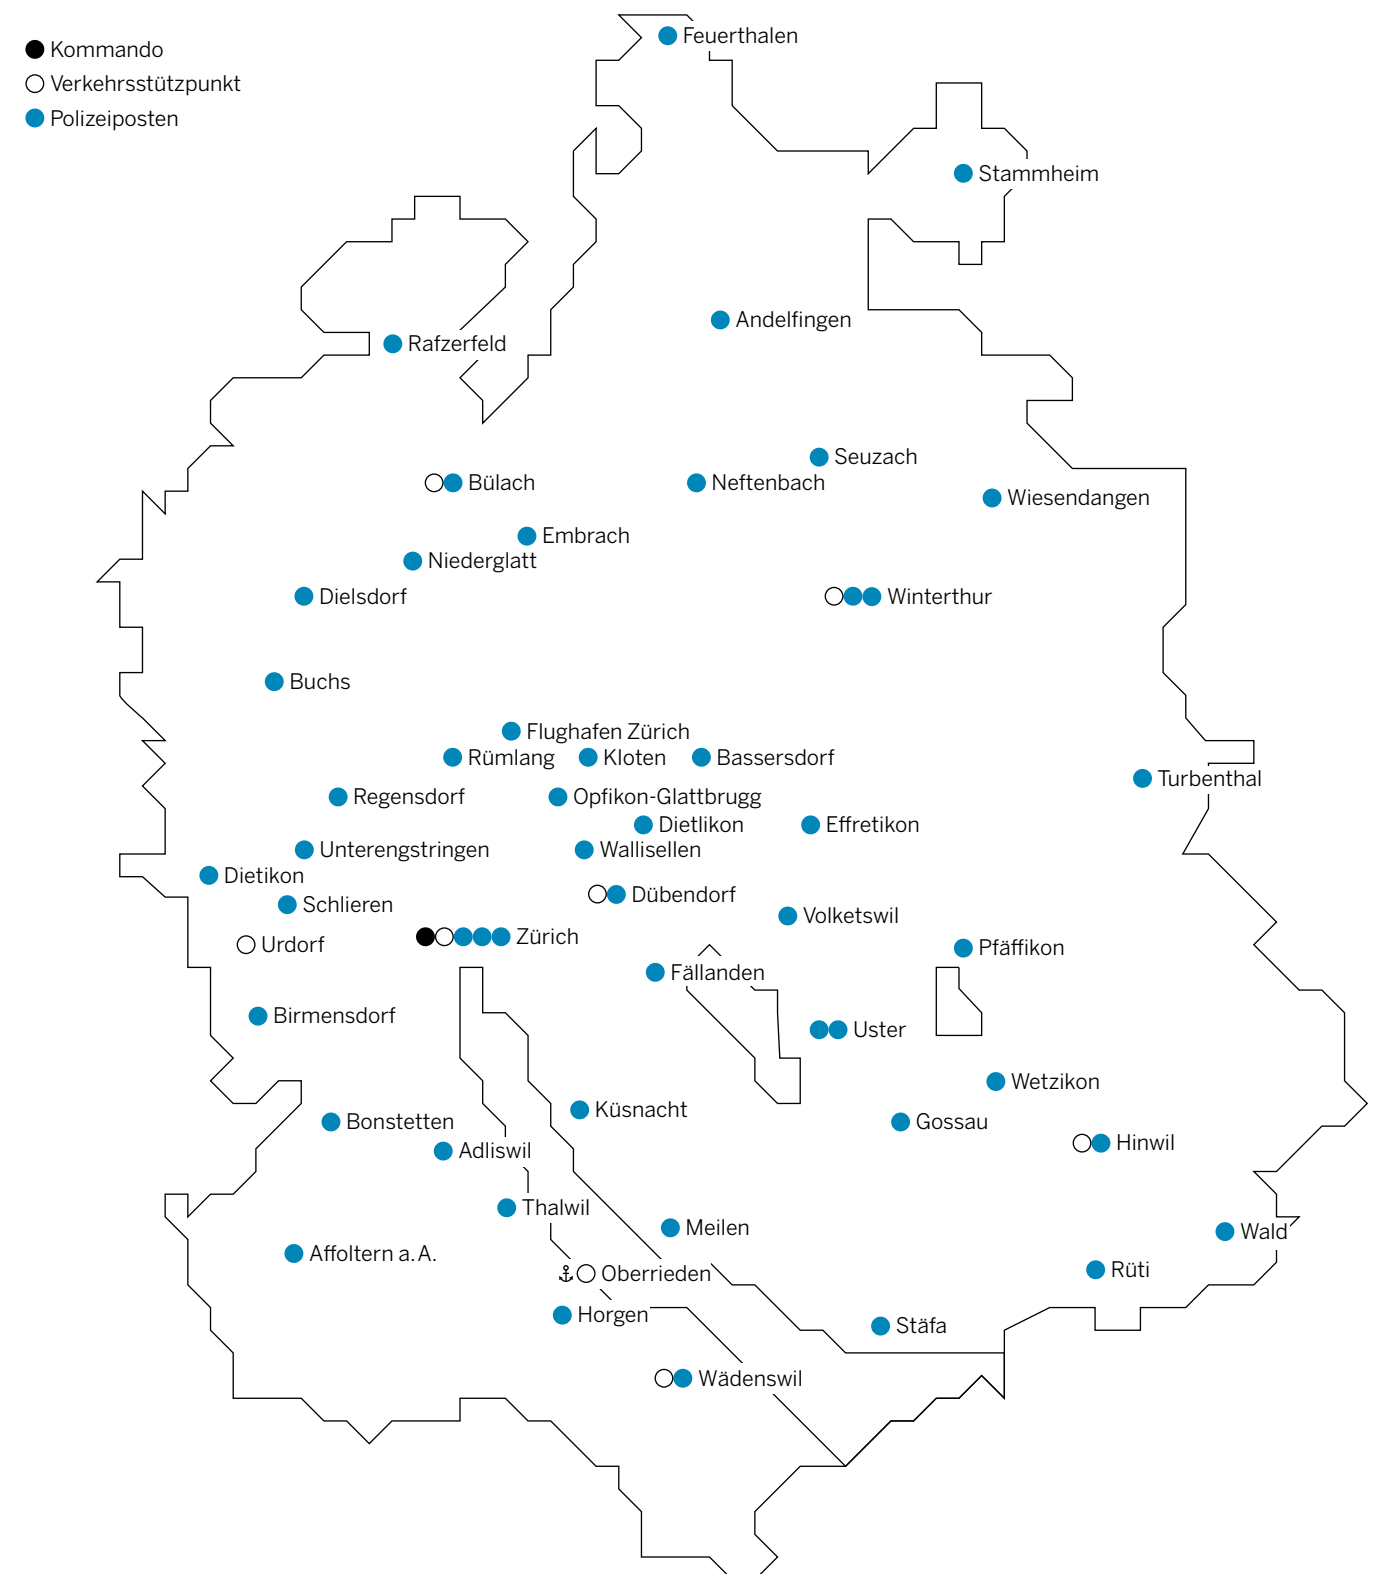 Kommando
Verkehrsstützpunkt
Polizeiposten
Feuerthalen
Stammheim
Andelfingen
Rafzerfeld
Seuzach
Bülach
Neftenbach
Wiesendangen
Embrach
Niederglatt
Dielsdorf
Winterthur
Buchs
Flughafen Zürich
Rümlang
Kloten
Bassersdorf
Turbenthal
Regensdorf
Opfikon-Glattbrugg
Dietlikon
Effretikon
Unterengstringen
Wallisellen
Dietikon
Dübendorf
Schlieren
Volketswil
Zürich
Urdorf
Pfäffikon
Fällanden
Birmensdorf
Uster
Wetzikon
Küsnacht
Bonstetten
Gossau
Hinwil
Adliswil
Thalwil
Meilen
Wald
Affoltern a. A.
Rüti
Oberrieden
Horgen
Stäfa
Wädenswil